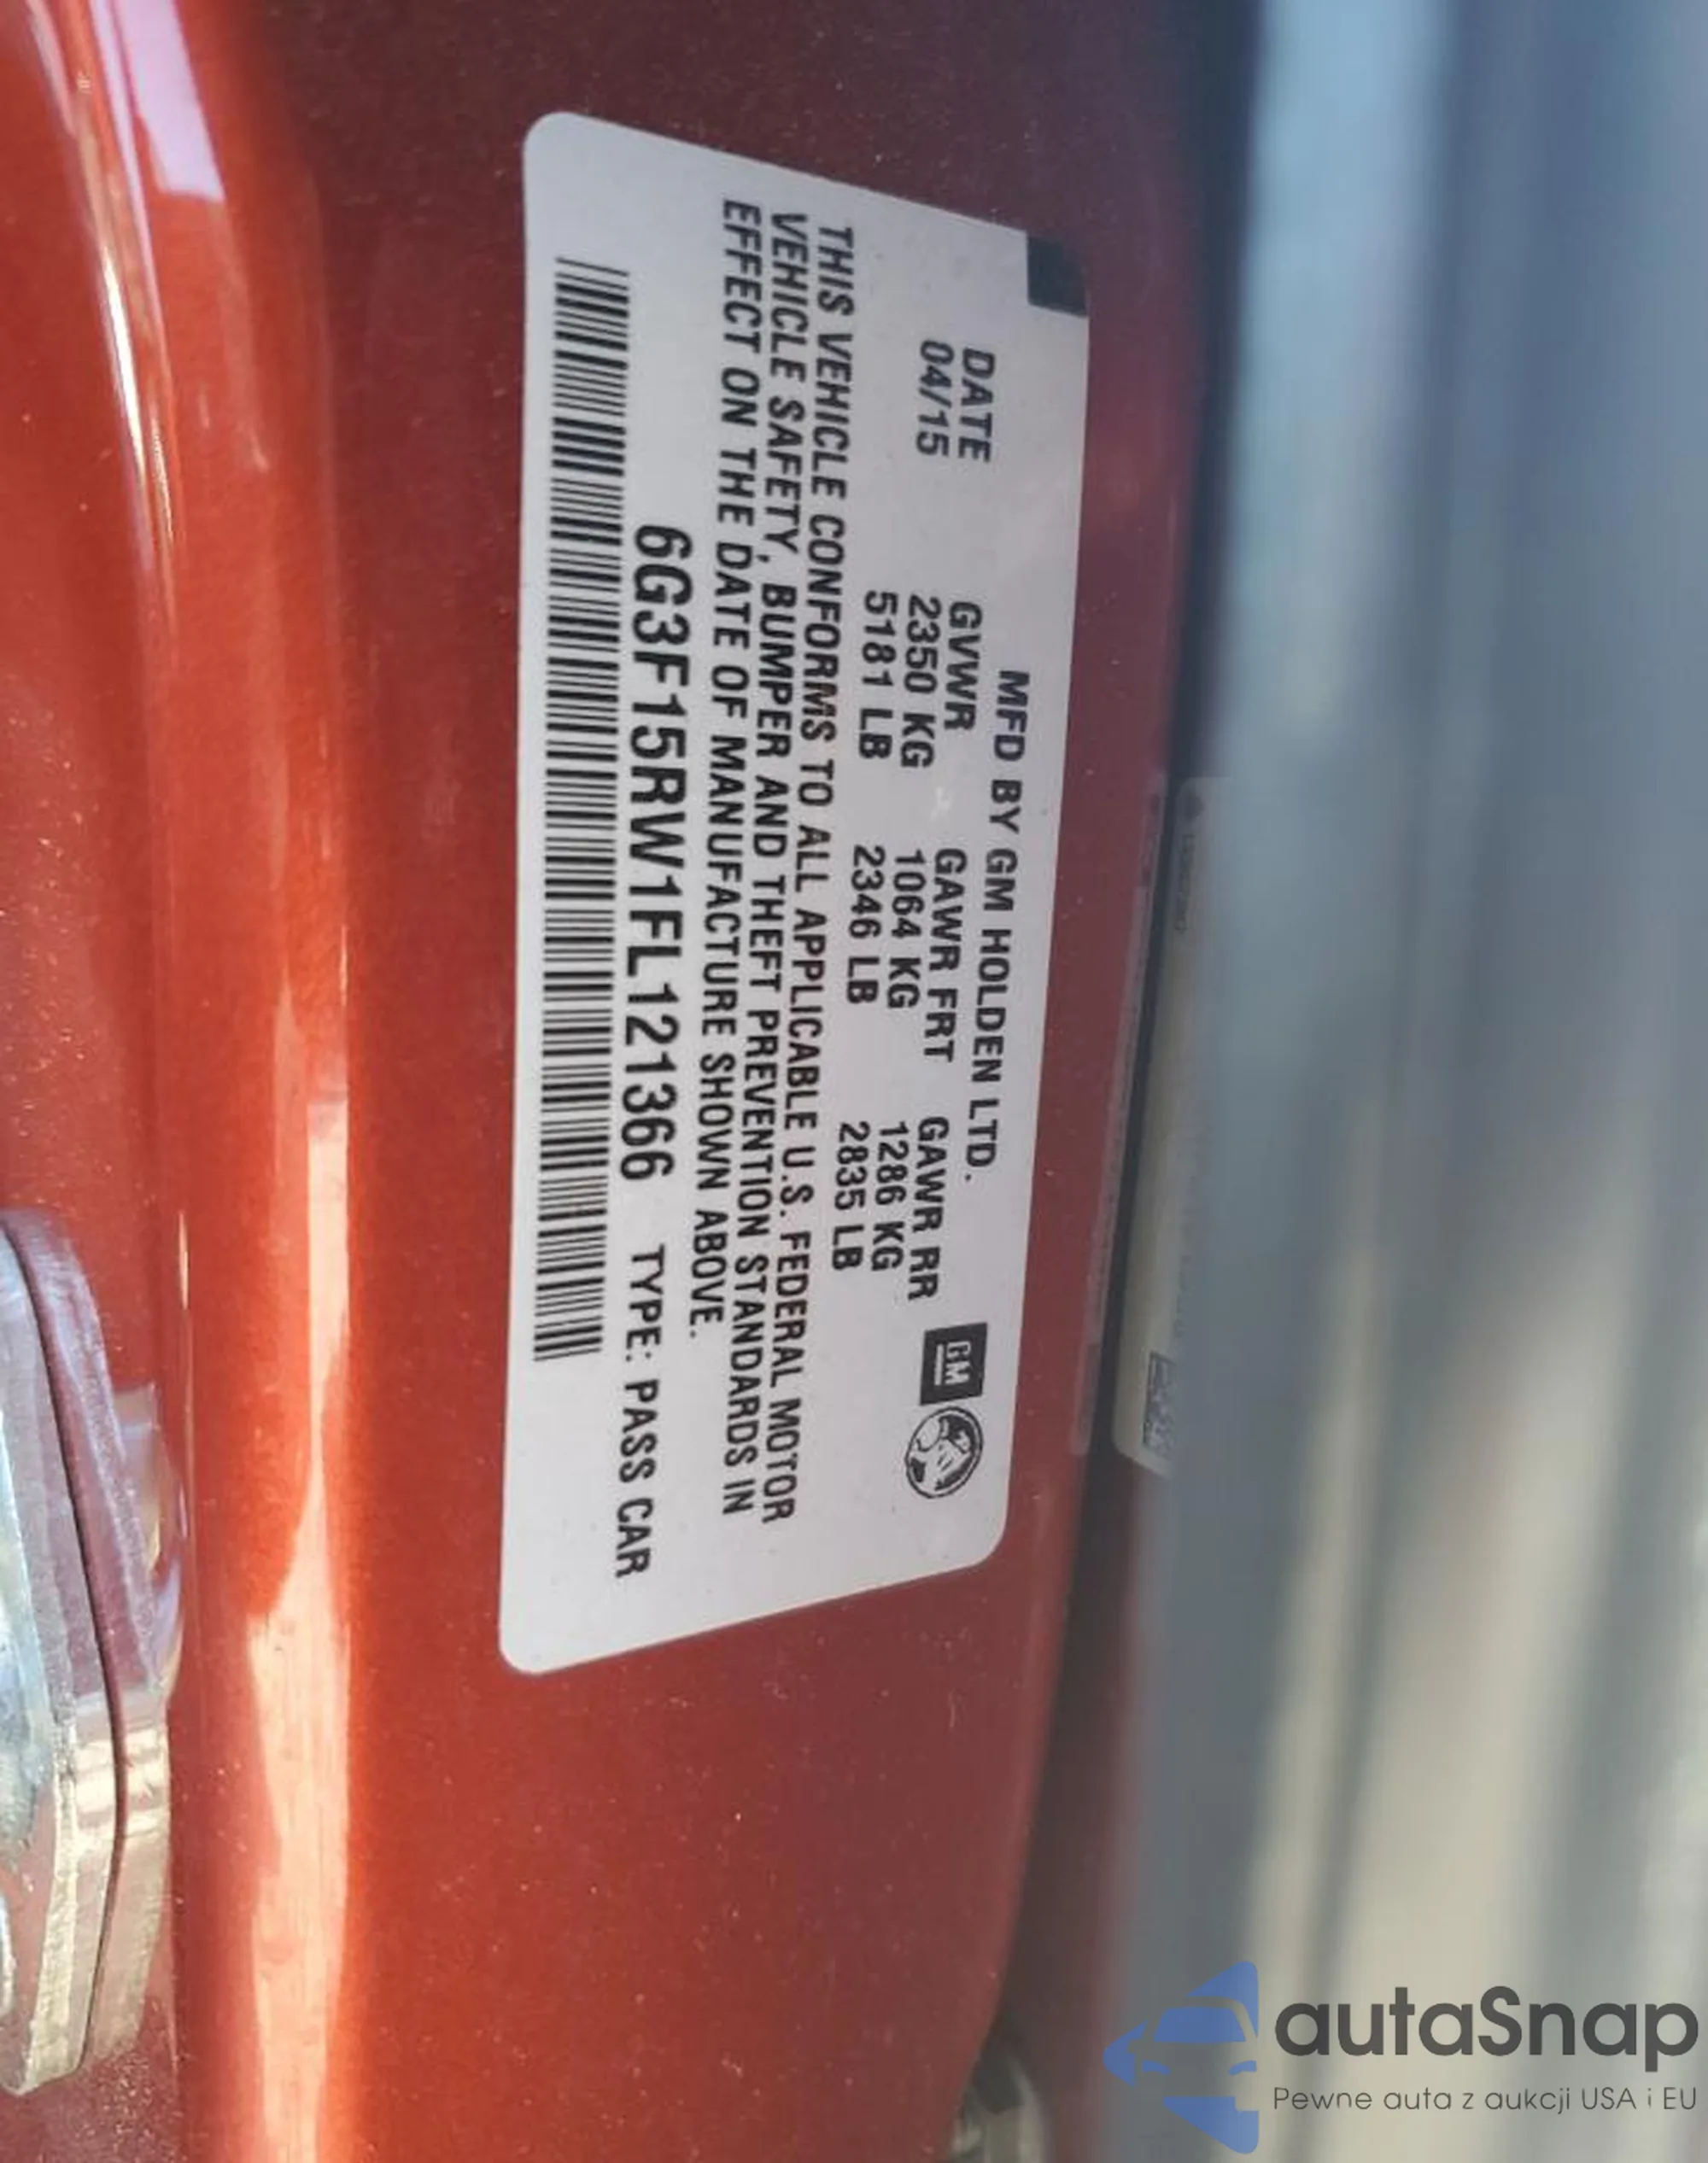 MFD BY GM HOLDEN LTD.
DATE GVWR GAWR FRT GAWR RR
04/15 2350 KG 1064 KG 1286 KG
5181 LB 2346 LB 2835 LB
GM
THIS VEHICLE CONFORMS TO ALL APPLICABLE U.S. FEDERAL MOTOR
VEHICLE SAFETY, BUMPER AND THEFT PREVENTION STANDARDS IN
EFFECT ON THE DATE OF MANUFACTURE SHOWN ABOVE.
6G3F15RW1FL121366 TYPE: PASS CAR
autaSnap
Pewne auta z aukcji USA i EU